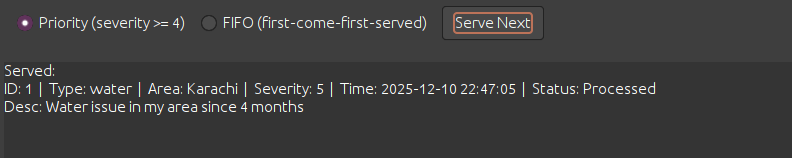 Priority (severity >= 4) FIFO (first-come-first-served) Serve Next
Served:
ID: 1 | Type: water | Area: Karachi | Severity: 5 | Time: 2025-12-10 22:47:05 | Status: Processed
Desc: Water issue in my area since 4 months